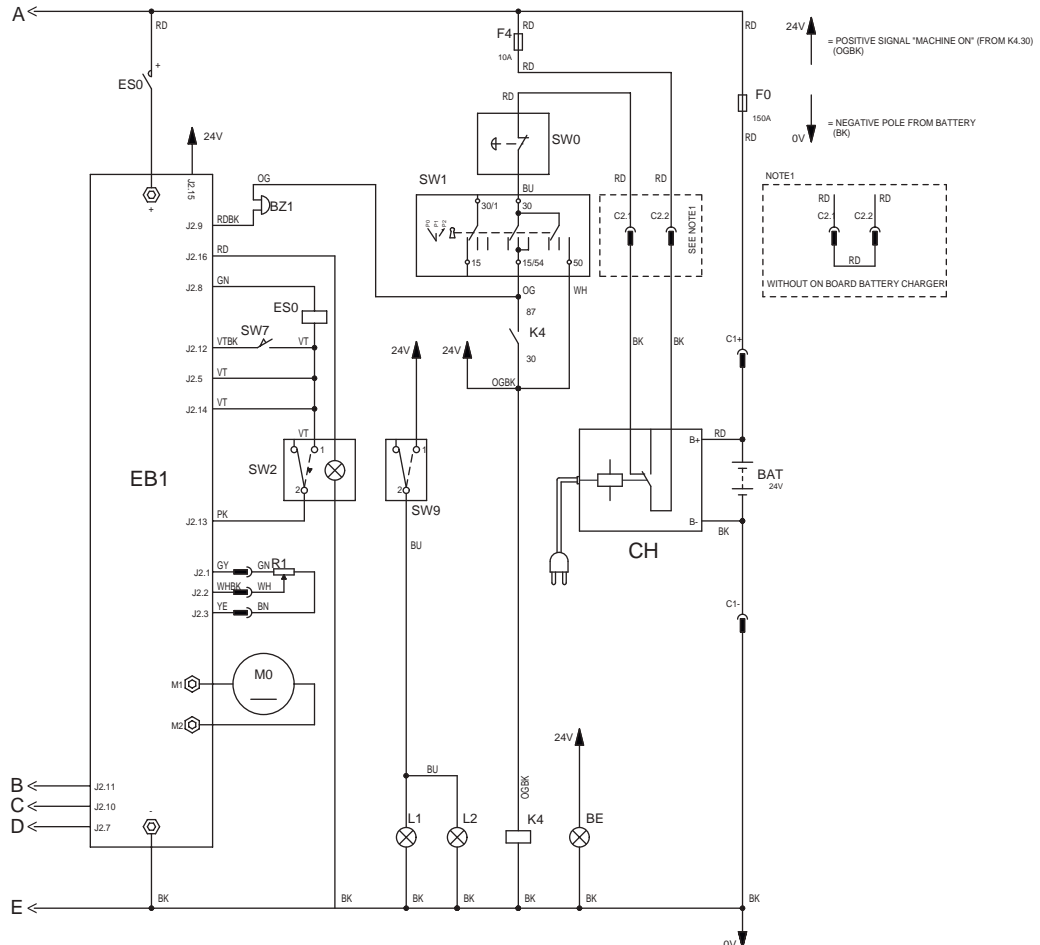 A
RD
RD
RD
RD
24V
= POSITIVE SIGNAL "MACHINE ON" (FROM K4.30)
(OGBK)
F4
10A
RD
+
ES0
F0
150A
RD
= NEGATIVE POLE FROM BATTERY
(BK)
0V
RD
SW0
24V
NOTE1
RD
RD
C2.1
C2.2
RD
WITHOUT ON BOARD BATTERY CHARGER
J2.15
+
OG
BZ1
J2.9
RDBK
SW1
BU
RD
RD
30/1
30
P0
P1
P2
C2.1
C2.2
SEE NOTE1
15
15/54
50
J2.16
RD
J2.8
GN
OG
WH
ES0
87
K4
30
SW7
J2.12
VTBK
VT
24V
24V
BK
BK
C1+
J2.5
VT
OGBK
J2.14
VT
VT
1
1
SW2
2
2
SW9
B+
RD
BAT
24V
EB1
J2.13
PK
B-
BK
BU
CH
J2.1
GY
GN
R1
J2.2
WHBK
WH
J2.3
YE
BN
C1-
M1
M0
M2
24V
B
J2.11
BU
OGBK
C
J2.10
D
J2.7
-
L1
L2
K4
BE
E
BK
BK
BK
BK
BK
BK
BK
0V